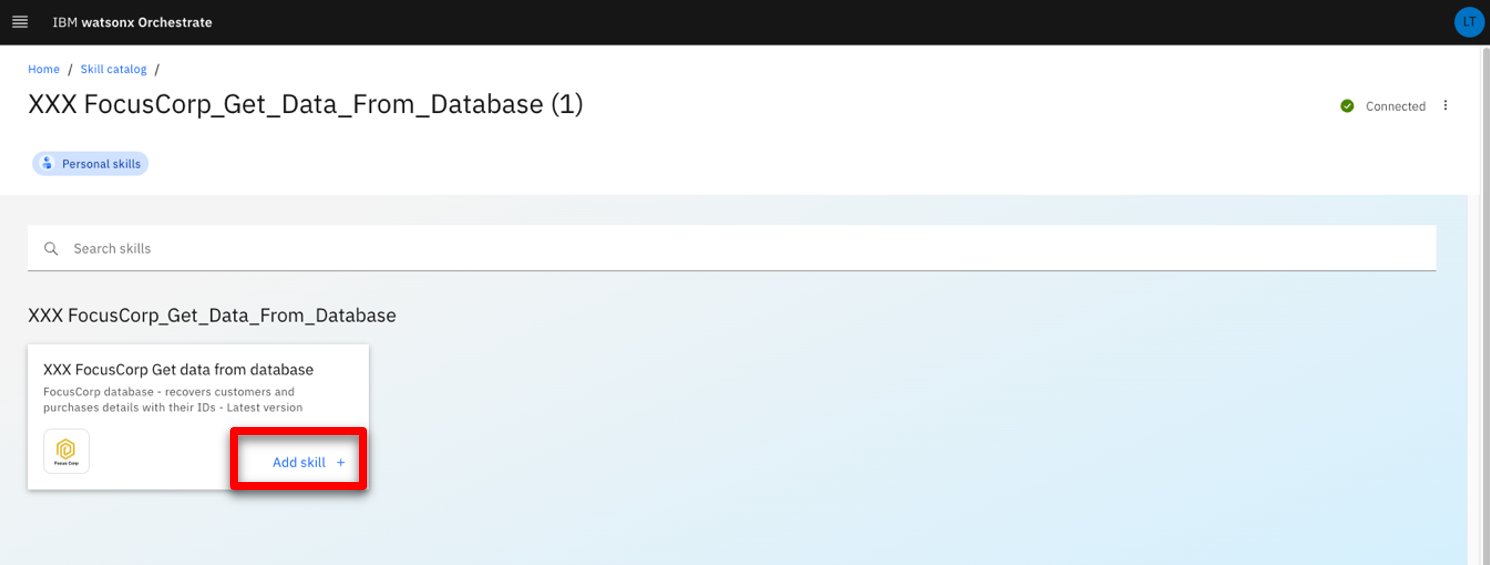 IBM watsonx Orchestrate
LT
Home / Skill catalog /
XXX FocusCorp_Get_Data_From_Database (1)
Connected
Personal skills
Search skills
XXX FocusCorp_Get_Data_From_Database
XXX FocusCorp Get data from database
FocusCorp database - recovers customers and
purchases details with their IDs - Latest version
Focus Corp
Add skill +